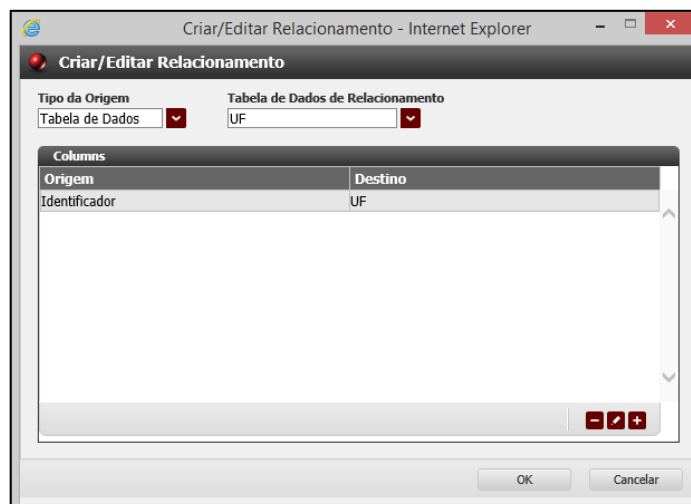 Criar/Editar Relacionamento - Internet Explorer
Criar/Editar Relacionamento
Tipo da Origem Tabela de Dados de Relacionamento
Tabela de Dados UF
Columns
Origem Destino
Identificador UF
OK Cancelar